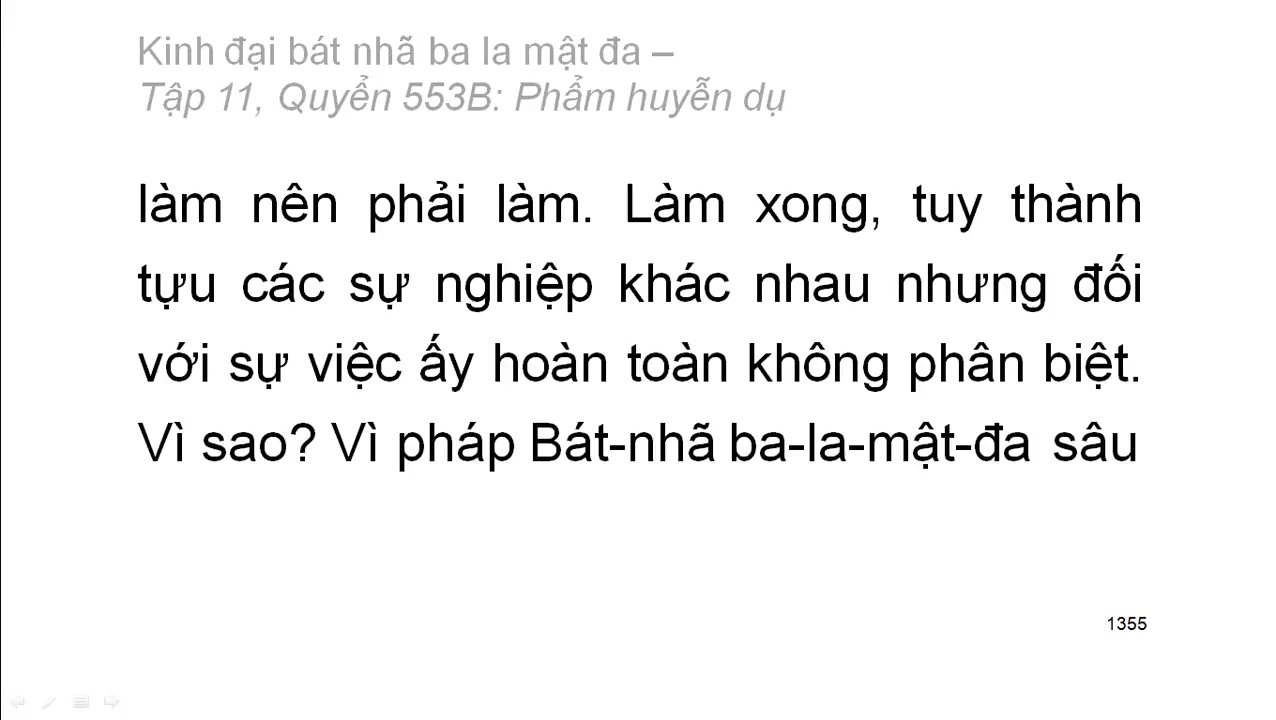 Kinh đại bát nhã ba la mật đa –
Tập 11, Quyển 553B: Phẩm huyễn dụ
làm nên phải làm. Làm xong, tuy thành
tựu các sự nghiệp khác nhau nhưng đối
với sự việc ấy hoàn toàn không phân biệt.
Vì sao? Vì pháp Bát-nhã ba-la-mật-đa sâu
1355